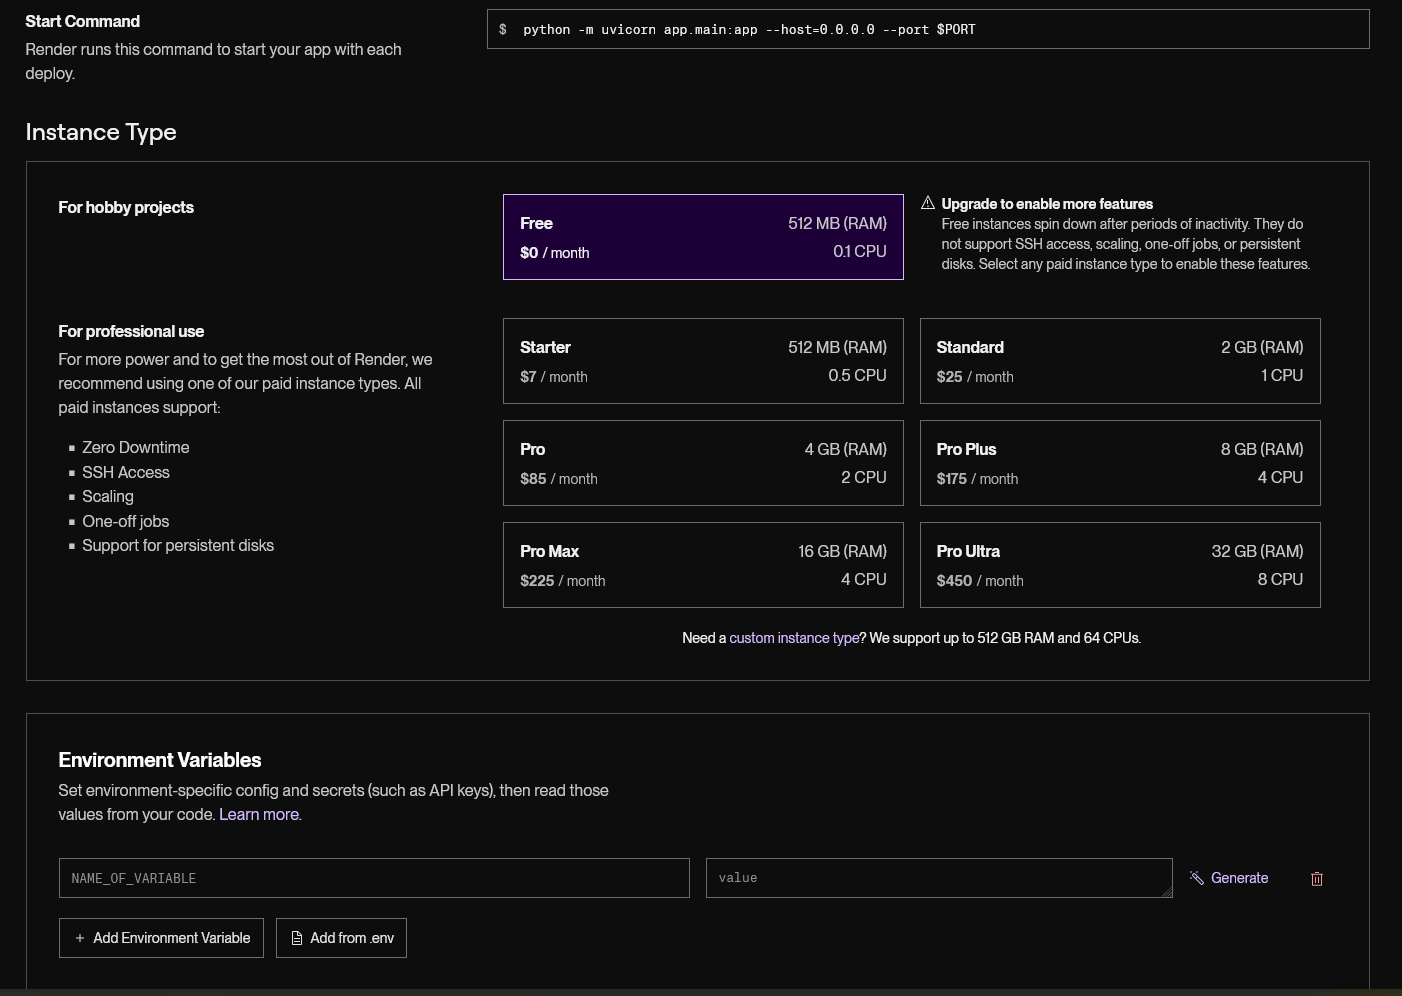 Start Command
Render runs this command to start your app with each
deploy.
$ python -m uvicorn app.main:app --host=0.0.0.0 --port $PORT
Instance Type
For hobby projects
Free 512 MB (RAM)
$0 / month 0.1 CPU
Upgrade to enable more features
Free instances spin down after periods of inactivity. They do
not support SSH access, scaling, one-off jobs, or persistent
disks. Select any paid instance type to enable these features.
For professional use
For more power and to get the most out of Render, we
recommend using one of our paid instance types. All
paid instances support:
▪ Zero Downtime
▪ SSH Access
▪ Scaling
▪ One-off jobs
▪ Support for persistent disks
Starter 512 MB (RAM)
$7 / month 0.5 CPU
Standard 2 GB (RAM)
$25 / month 1 CPU
Pro 4 GB (RAM)
$85 / month 2 CPU
Pro Plus 8 GB (RAM)
$175 / month 4 CPU
Pro Max 16 GB (RAM)
$225 / month 4 CPU
Pro Ultra 32 GB (RAM)
$450 / month 8 CPU
Need a custom instance type? We support up to 512 GB RAM and 64 CPUs.
Environment Variables
Set environment-specific config and secrets (such as API keys), then read those
values from your code. Learn more.
NAME_OF_VARIABLE
value
Generate
+ Add Environment Variable
Add from .env